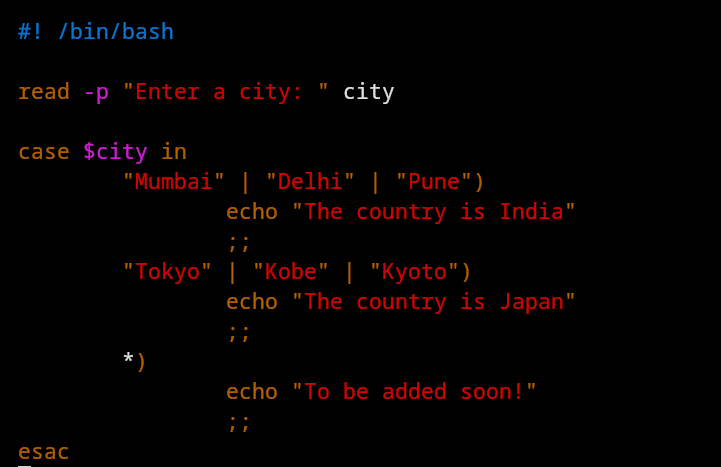 #! /bin/bash
read -p "Enter a city: " city
case $city in
"Mumbai" | "Delhi" | "Pune")
echo "The country is India"
;;
"Tokyo" | "Kobe" | "Kyoto")
echo "The country is Japan"
;;
*)
echo "To be added soon!"
;;
esac